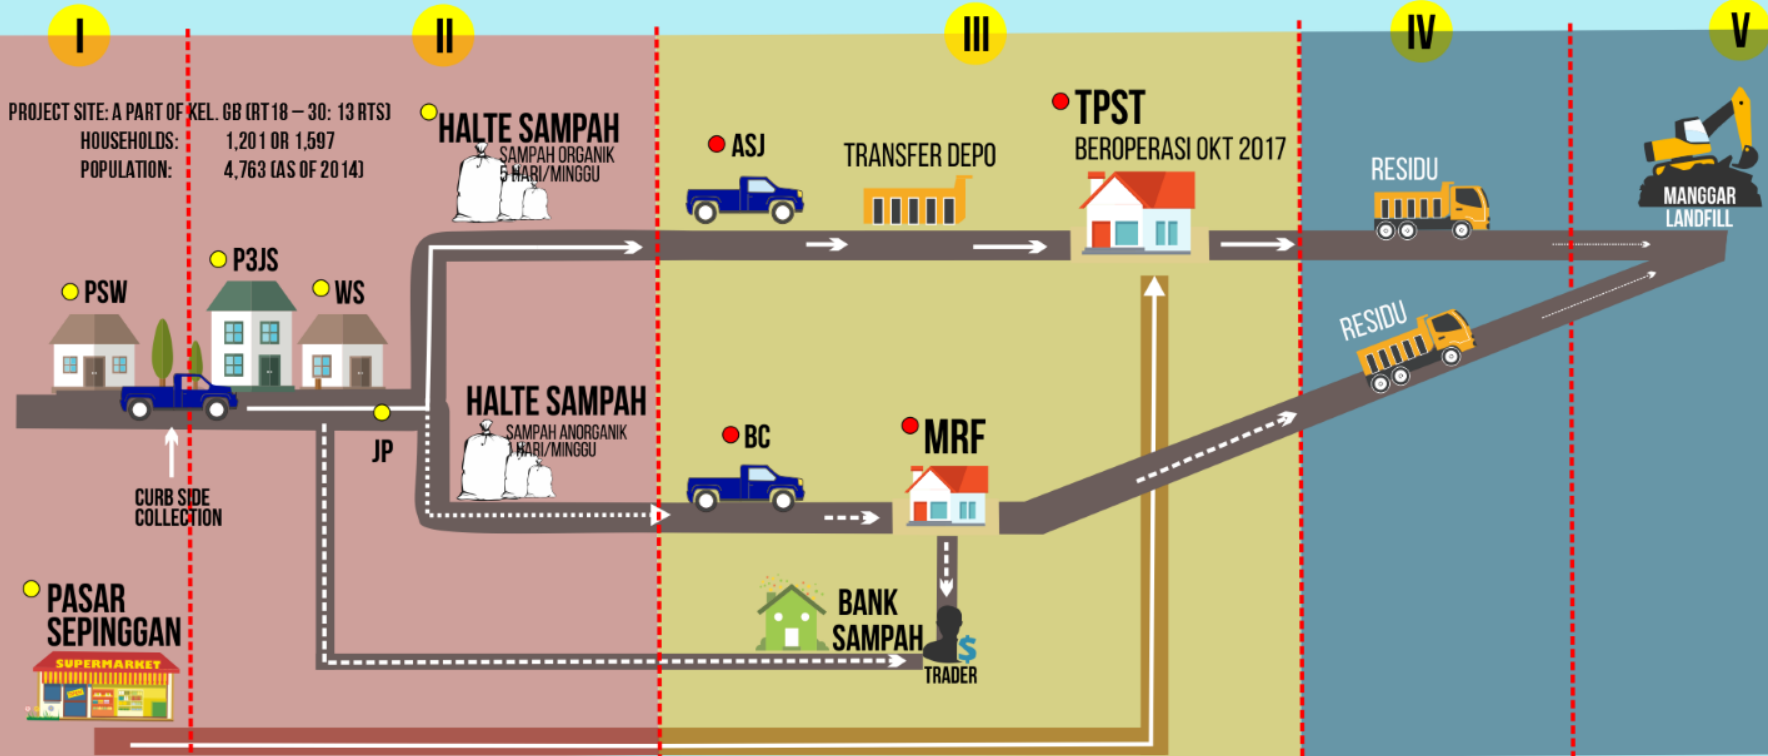 I
II
III
IV
V
PROJECT SITE: A PART OF KEL. GB (RT 18 – 30: 13 RTS)
HOUSEHOLDS: 1,201 OR 1,597
POPULATION: 4,763 (AS OF 2014)
HALTE SAMPAH
SAMPAH ORGANIK
5 HARI/MINGGU
ASJ
TRANSFER DEPO
TPST
BEROPERASI OKT 2017
RESIDU
MANGGAR
LANDFILL
PSW
P3JS
WS
JP
CURB SIDE
COLLECTION
HALTE SAMPAH
SAMPAH ANORGANIK
HARI/MINGGU
BC
MRF
RESIDU
PASAR
SEPINGGAN
SUPERMARKET
BANK
SAMPAH
$
TRADER